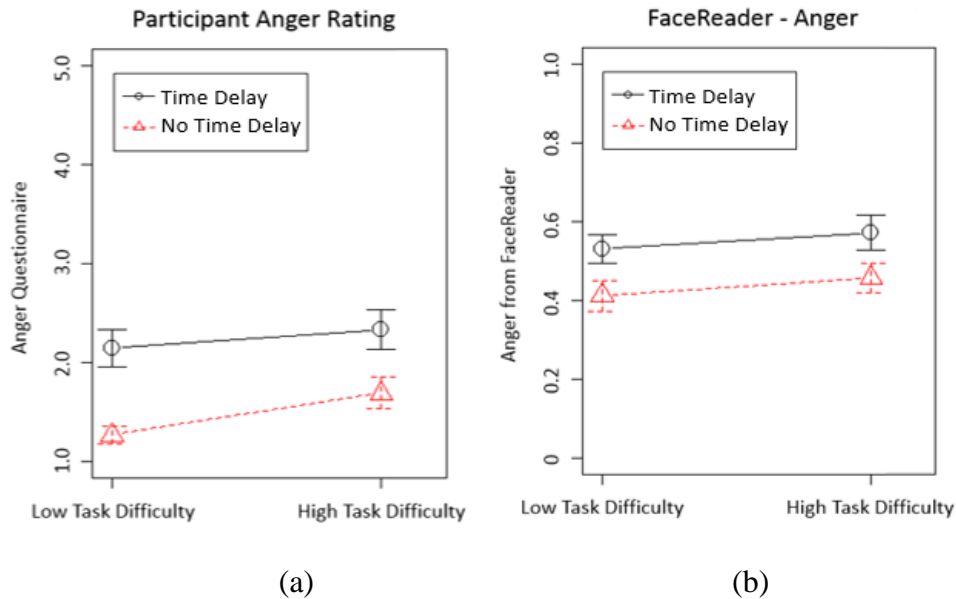 Participant Anger Rating
Anger Questionnaire
5.0
4.0
3.0
2.0
1.0
Time Delay
No Time Delay
Low Task Difficulty
High Task Difficulty
(a)
FaceReader - Anger
Anger from FaceReader
1.0
0.8
0.6
0.4
0.2
0
Time Delay
No Time Delay
Low Task Difficulty
High Task Difficulty
(b)